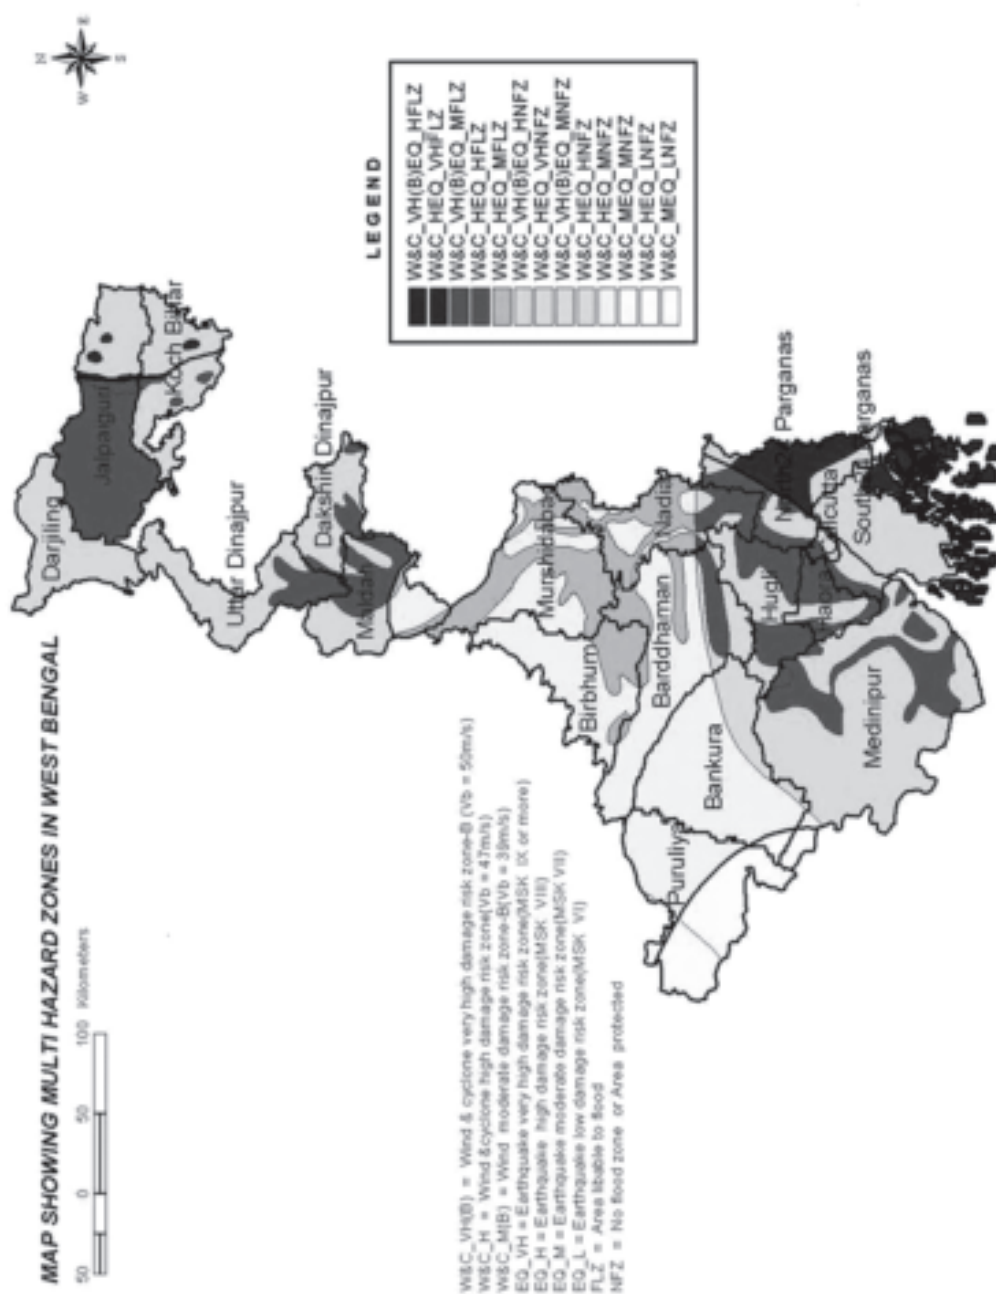 MAP SHOWING MULTI HAZARD ZONES IN WEST BENGAL
50 0 50 100 Kilometers
N
W E
S
Darjiling
Jalpaiguri
Koch Bihar
Uttar Dinajpur
Dakshin Dinajpur
Maldah
Murshidabad
Birbhum
Nadia
Barddhaman
Puruliya
Bankura
Hugli
Medinipur
Parganas
Calcutta
South
Parganas
LEGEND
W&C_VH(B)EQ_HFLZ
W&C_HEQ_VHFLZ
W&C_VH(B)EQ_MFLZ
W&C_HEQ_HFLZ
W&C_HEQ_MFLZ
W&C_VH(B)EQ_HNFZ
W&C_HEQ_VHNFZ
W&C_VH(B)EQ_MNFZ
W&C_HEQ_HNFZ
W&C_HEQ_MNFZ
W&C_MEQ_MNFZ
W&C_HEQ_LNFZ
W&C_MEQ_LNFZ
W&C_VH(B) = Wind & cyclone very high damage risk zone-B (Vb = 50m/s)
W&C_H = Wind &cyclone high damage risk zone(Vb = 47m/s)
W&C_M(B) = Wind moderate damage risk zone-B(Vb = 39m/s)
EQ_VH = Earthquake very high damage risk zone(MSK IX or more)
EQ_H = Earthquake high damage risk zone(MSK VIII)
EQ_M = Earthquake moderate damage risk zone(MSK VII)
EQ_L = Earthquake low damage risk zone(MSK VI)
FLZ = Area libable to flood
NFZ = No flood zone or Area protected